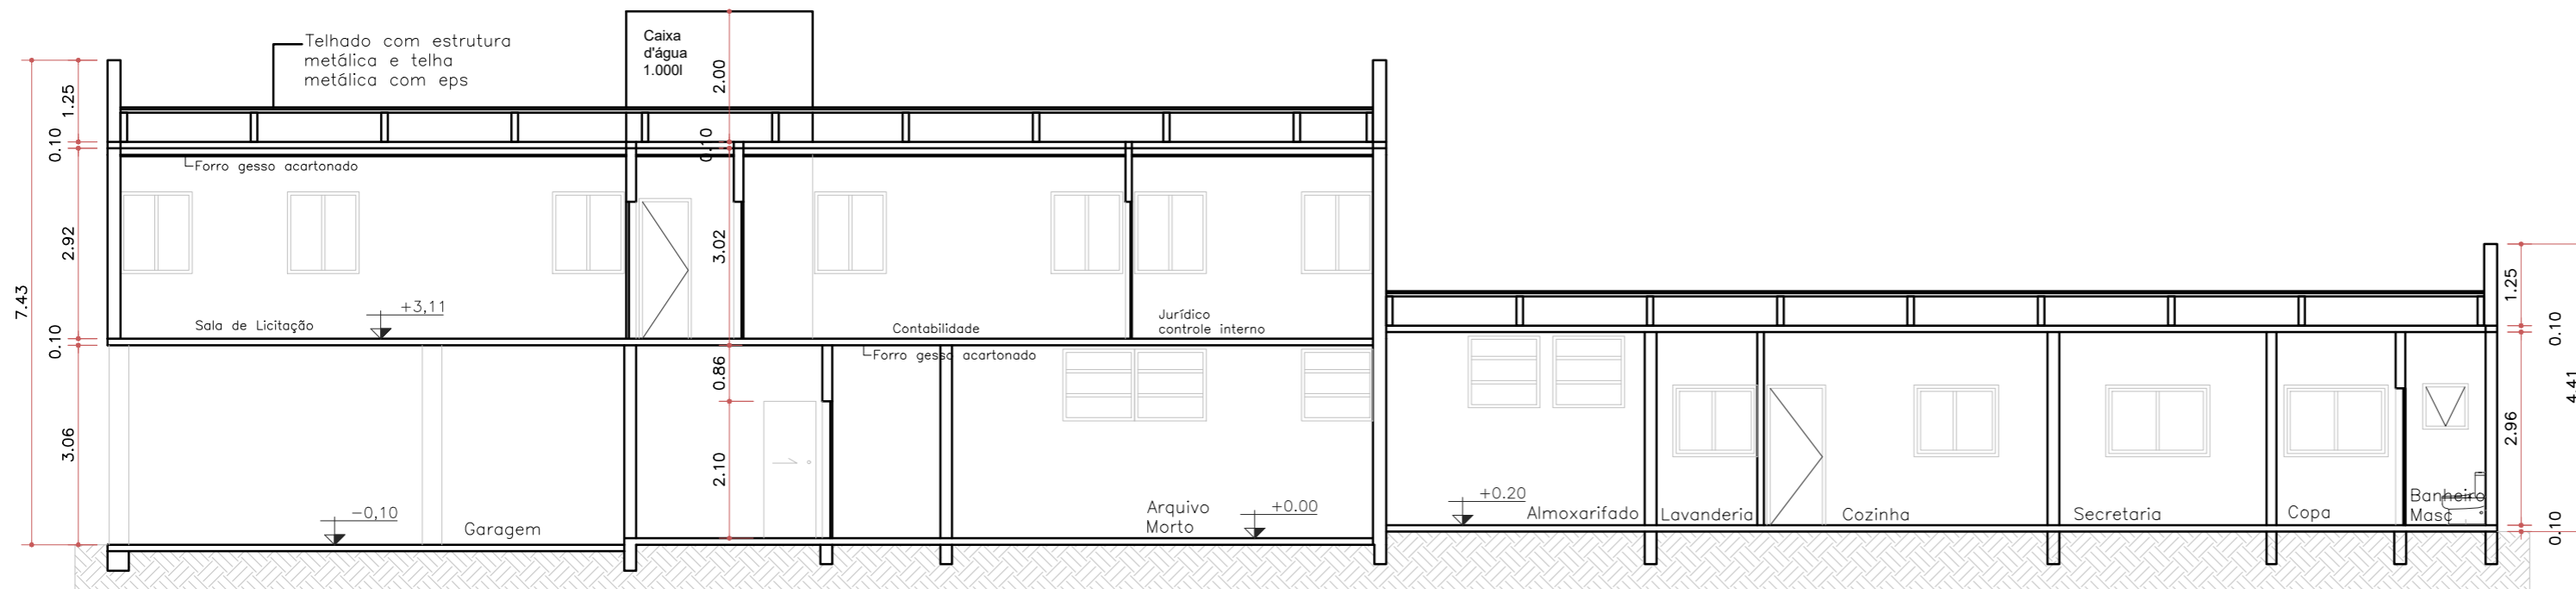 Telhado com estrutura
metálica e telha
metálica com eps
Caixa
d'água
1.000l
2.00
1.25
0.10
0.10
Forro gesso acartonado
2.92
3.02
7.43
+3,11
Sala de Licitação
Contabilidade
Jurídico
controle interno
1.25
0.10
0.10
Forro gesso acartonado
0.86
4.41
3.06
2.10
2.96
-0,10
Garagem
Arquivo
Morto
+0.00
+0.20
Almoxarifado
Lavanderia
Cozinha
Secretaria
Copa
Banheiro
Masc
0.10